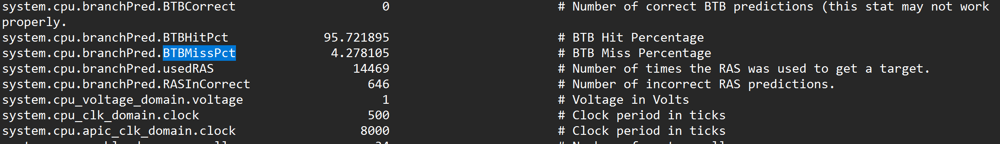 system.cpu.branchPred.BTBCorrect 0 # Number of correct BTB predictions (this stat may not work
properly.
system.cpu.branchPred.BTBHitPct 95.721895 # BTB Hit Percentage
system.cpu.branchPred.BTBMissPct 4.278105 # BTB Miss Percentage
system.cpu.branchPred.usedRAS 14469 # Number of times the RAS was used to get a target.
system.cpu.branchPred.RASInCorrect 646 # Number of incorrect RAS predictions.
system.cpu_voltage_domain.voltage 1 # Voltage in Volts
system.cpu_clk_domain.clock 500 # Clock period in ticks
system.cpu.apic_clk_domain.clock 8000 # Clock period in ticks